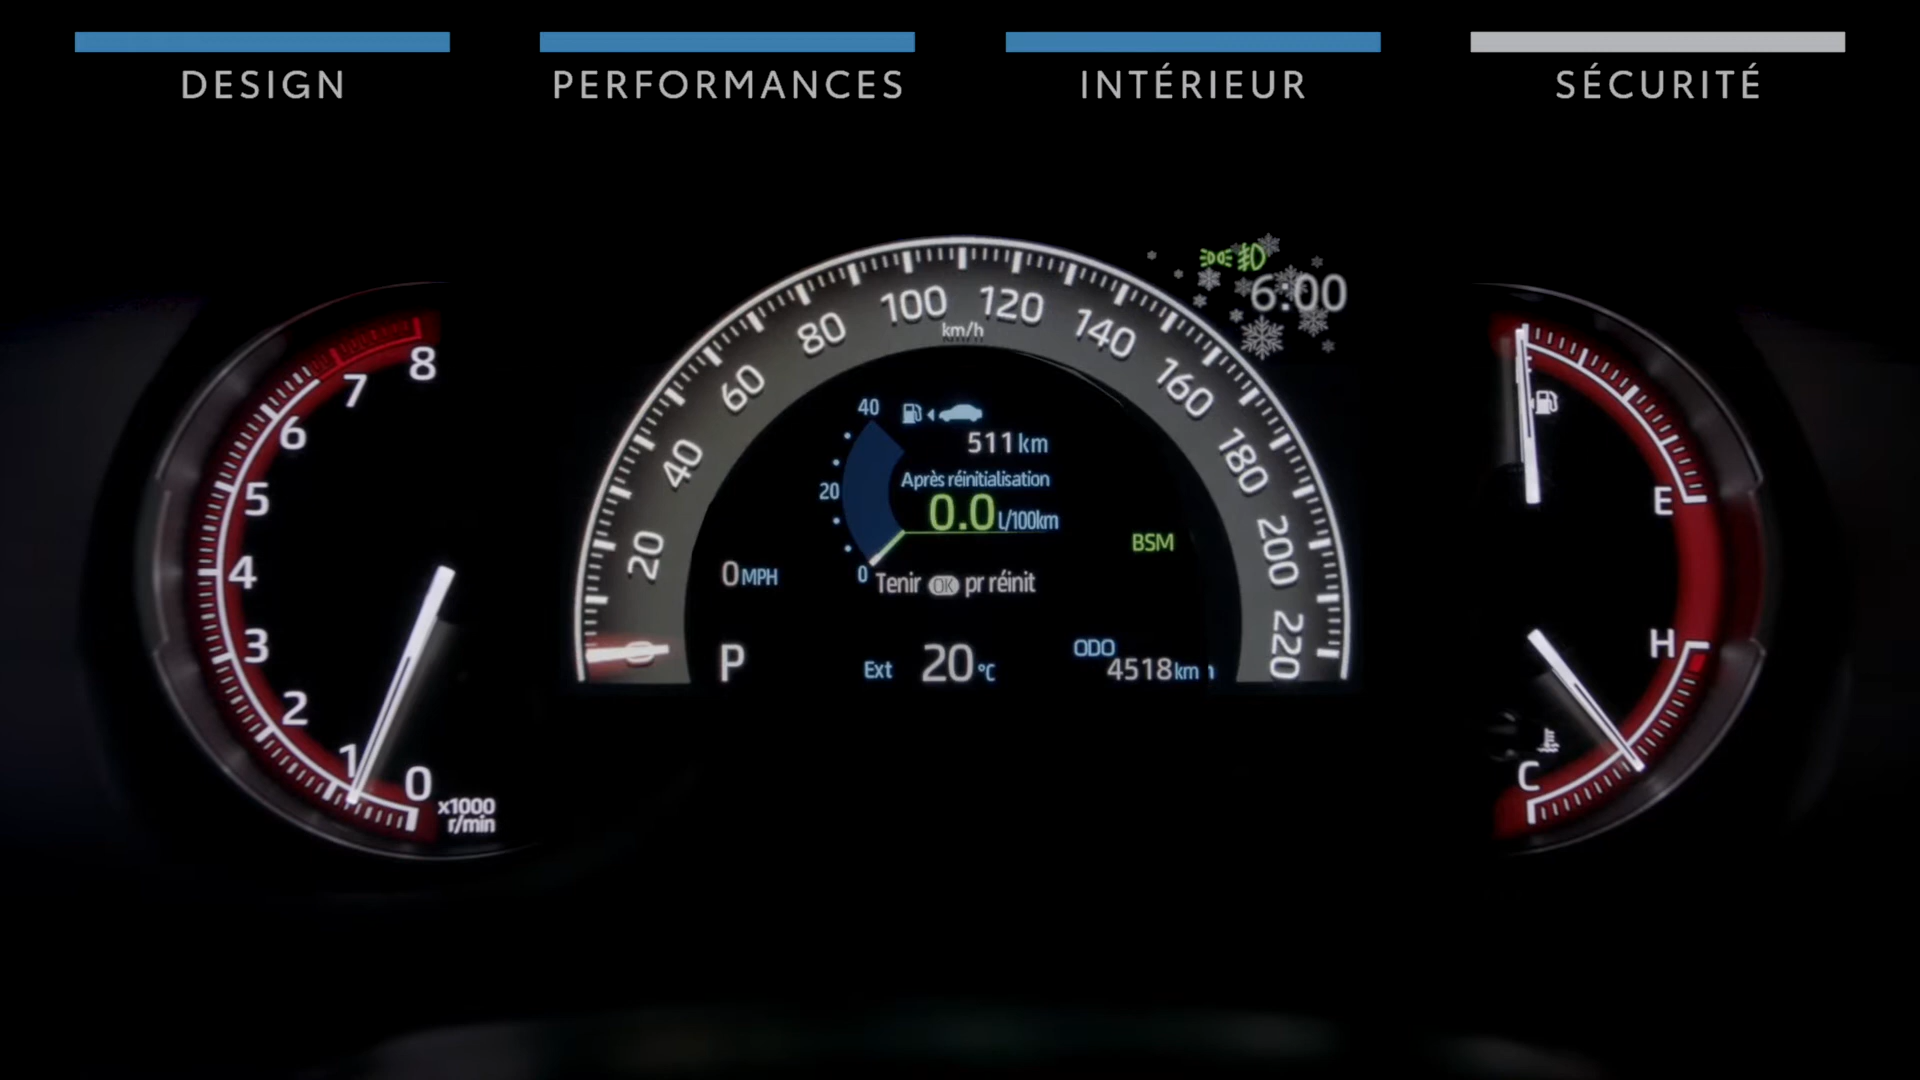 DESIGN
PERFORMANCES
INTÉRIEUR
SÉCURITÉ
8
7
6
5
4
3
2
1
0
x1000
r/min
20
40
60
80
100
120
140
160
180
200
220
km/h
6:00
40
20
0
511 km
Après réinitialisation
0.0 L/100km
Tenir OK pr réinit
0 MPH
BSM
P
Ext 20 °C
ODO
4518 km
E
H
C